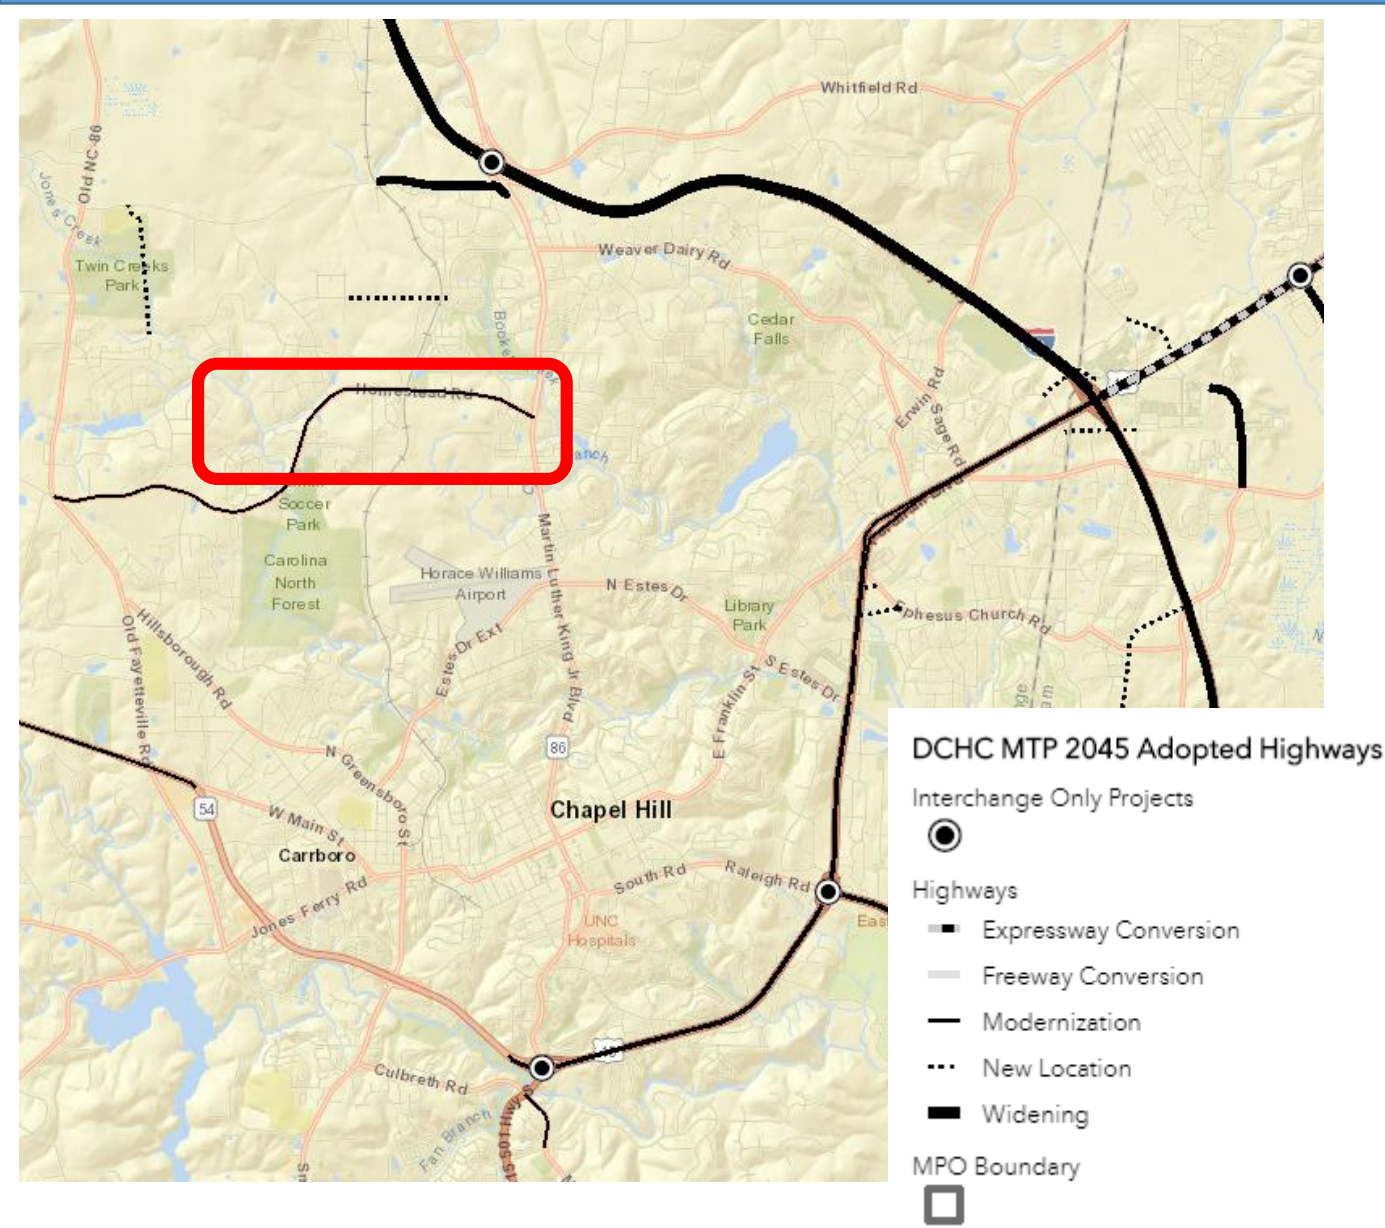 Whitfield Rd
Old NC-86
Jones Creek
Twin Creeks
Park
Weaver Dairy Rd
Cedar
Falls
Homestead Rd
Erwin Rd
Sage Rd
Soccer
Park
Carolina
North
Forest
Horace Williams
Airport
N Estes Dr
Library
Park
Ephesus Church Rd
Martin Luther King Jr Blvd
Estes Dr Ext
S Estes Dr
E Franklin St
Hillsborough Rd
Old Fayetteville Rd
N Greensboro St
86
54
W Main St
Chapel Hill
Carrboro
Jones Ferry Rd
South Rd
Raleigh Rd
UNC
Hospitals
East
Culbreth Rd
Fan Branch
DCHC MTP 2045 Adopted Highways
Interchange Only Projects
Highways
Expressway Conversion
Freeway Conversion
Modernization
New Location
Widening
MPO Boundary